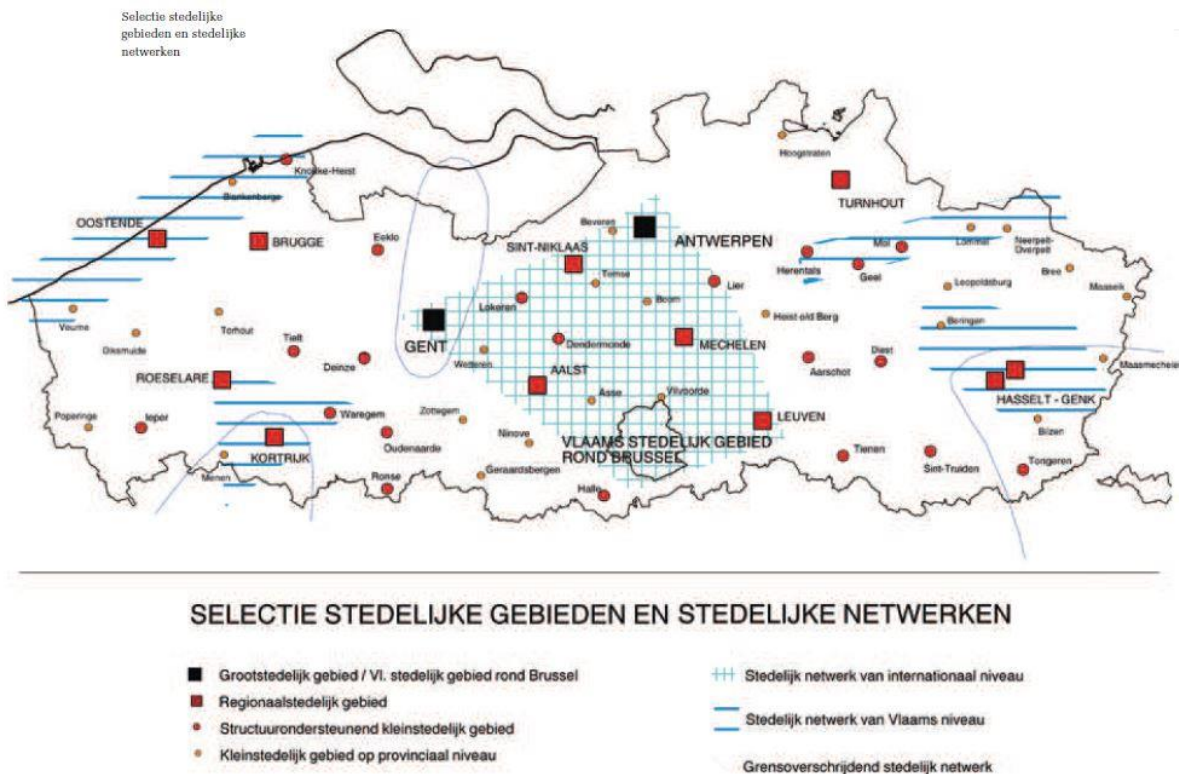 Selectie stedelijke
gebieden en stedelijke
netwerken
Hoogstraten
Knokke-Heist
Blankenberge
TURNHOUT
OOSTENDE
BRUGGE
Eeklo
Beveren
ANTWERPEN
SINT-NIKLAAS
Mol
Lommel
Neerpelt-
Overpelt
Herentals
Geel
Bree
Temse
Lier
Leopoldsburg
Maaseik
Lokeren
Boom
Veurne
Torhout
Heist o/d Berg
Beringen
Diksmuide
Tielt
GENT
Dendermonde
MECHELEN
Wetteren
Deinze
Diest
Aarschot
Maasmechelen
ROESELARE
AALST
HASSELT - GENK
Asse
Vilvoorde
Poperinge
Ieper
Waregem
Zottegem
LEUVEN
Bilzen
Ninove
VLAAMS STEDELIJK GEBIED
ROND BRUSSEL
KORTRIJK
Oudenaarde
Tienen
Sint-Truiden
Tongeren
Menen
Geraardsbergen
Ronse
Halle
SELECTIE STEDELIJKE GEBIEDEN EN STEDELIJKE NETWERKEN
Grootstedelijk gebied / Vl. stedelijk gebied rond Brussel
Regionaalstedelijk gebied
Structuurondersteunend kleinstedelijk gebied
Kleinstedelijk gebied op provinciaal niveau
Stedelijk netwerk van internationaal niveau
Stedelijk netwerk van Vlaams niveau
Grensoverschrijdend stedelijk netwerk